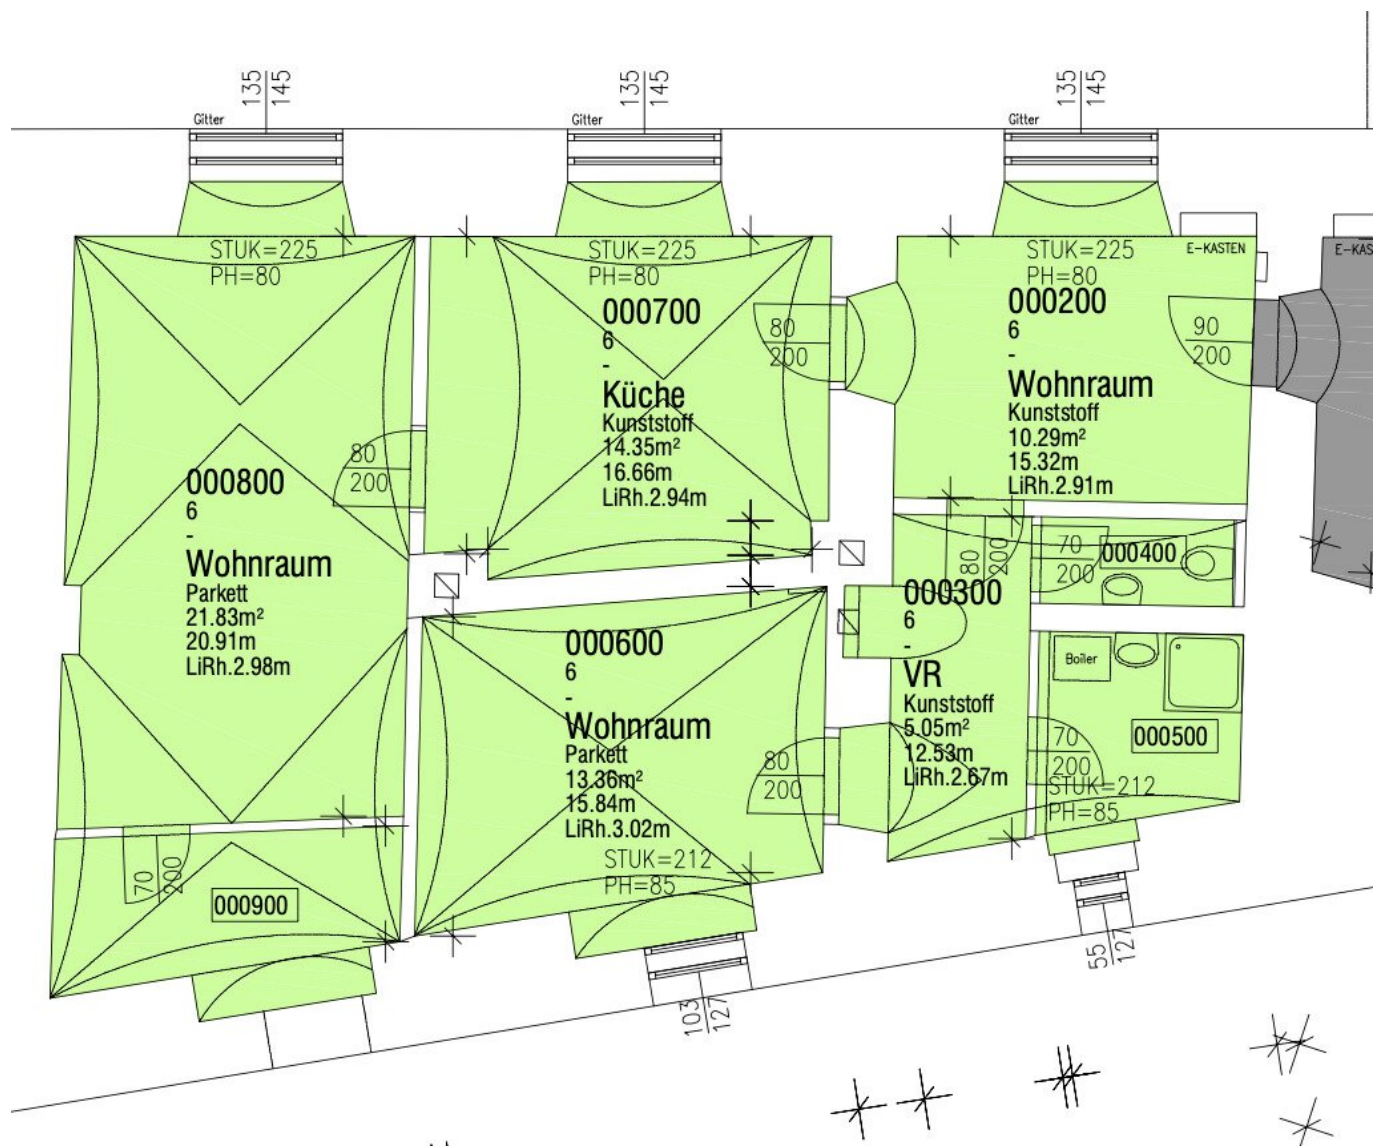 135
145
135
145
135
145
Gitter
Gitter
Gitter
STUK=225
PH=80
STUK=225
PH=80
STUK=225
PH=80
E-KASTEN
E-KAS
000700
6
-
Küche
Kunststoff
14.35m²
16.66m
LiRh.2.94m
80
200
000200
6
-
Wohnraum
Kunststoff
10.29m²
15.32m
LiRh.2.91m
90
200
80
200
000800
6
-
Wohnraum
Parkett
21.83m²
20.91m
LiRh.2.98m
80
200
70
200
000400
000300
6
-
VR
Kunststoff
5.05m²
12.53m
LiRh.2.67m
000600
6
-
Wohnraum
Parkett
13.36m²
15.84m
LiRh.3.02m
80
200
Boiler
000500
70
200
STUK=212
PH=85
STUK=212
PH=85
70
200
000900
103
127
55
127